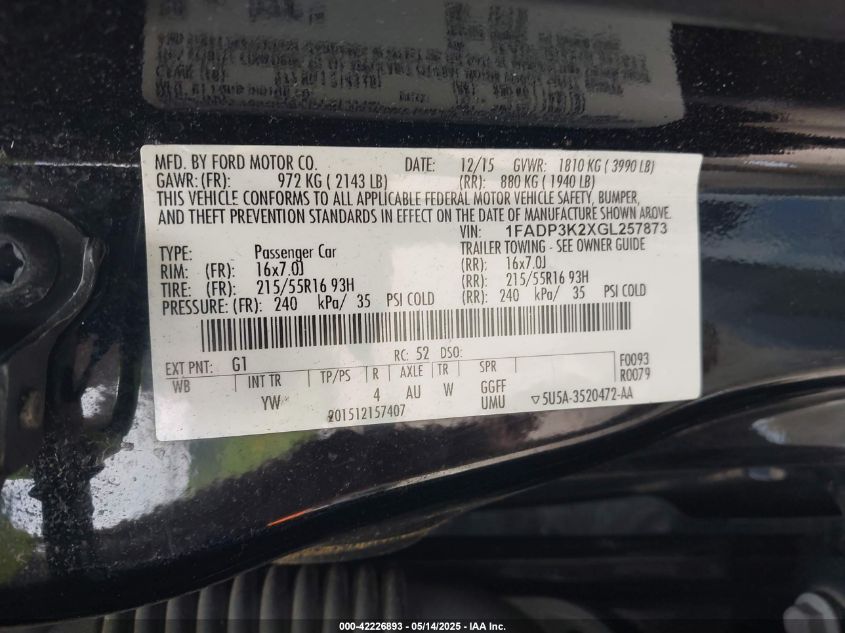 MFD. BY FORD MOTOR CO. DATE: 12/15 GVWR: 1810 KG ( 3990 LB)
GAWR:(FR): 972 KG ( 2143 LB) (RR): 880 KG ( 1940 LB)
THIS VEHICLE CONFORMS TO ALL APPLICABLE FEDERAL MOTOR VEHICLE SAFETY, BUMPER,
AND THEFT PREVENTION STANDARDS IN EFFECT ON THE DATE OF MANUFACTURE SHOWN ABOVE.
VIN: 1FADP3K2XGL257873
TYPE: Passenger Car TRAILER TOWING - SEE OWNER GUIDE
RIM: (FR): 16x7.0J (RR): 16x7.0J
TIRE: (FR): 215/55R16 93H (RR): 215/55R16 93H
PRESSURE: (FR): 240 kPa/ 35 PSI COLD (RR): 240 kPa/ 35 PSI COLD
EXT PNT: G1 RC: 52 DSO: F0093
WB INT TR TP/PS R AXLE TR SPR R0079
YW 4 AU W GGFF
201512157407 UMU ▽5U5A-3520472-AA
000-42226893 - 05/14/2025 - IAA Inc.